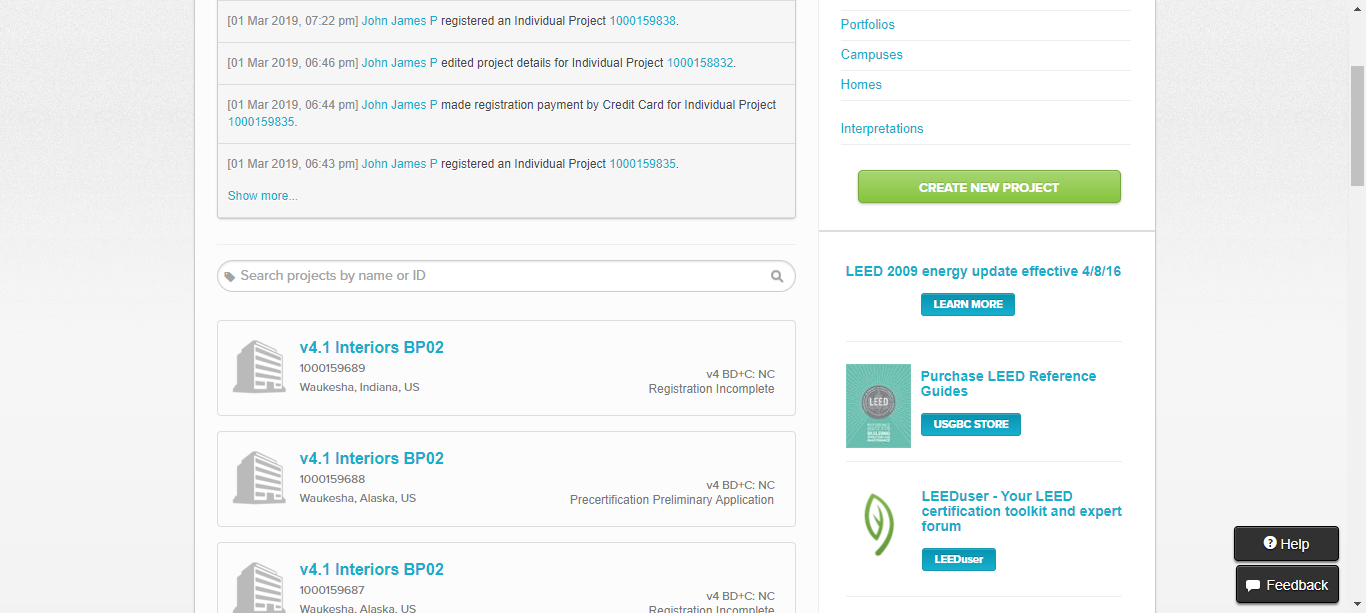 [01 Mar 2019, 07:22 pm] John James P registered an Individual Project 1000159838.
[01 Mar 2019, 06:46 pm] John James P edited project details for Individual Project 1000158832.
[01 Mar 2019, 06:44 pm] John James P made registration payment by Credit Card for Individual Project
1000159835.
[01 Mar 2019, 06:43 pm] John James P registered an Individual Project 1000159835.
Show more...
Search projects by name or ID
v4.1 Interiors BP02
1000159689
Waukesha, Indiana, US
v4 BD+C: NC
Registration Incomplete
v4.1 Interiors BP02
1000159688
Waukesha, Alaska, US
v4 BD+C: NC
Precertification Preliminary Application
v4.1 Interiors BP02
1000159687
Waukesha, Alaska, US
v4 BD+C: NC
Registration Incomplete
Portfolios
Campuses
Homes
Interpretations
CREATE NEW PROJECT
LEED 2009 energy update effective 4/8/16
LEARN MORE
LEED
Purchase LEED Reference
Guides
USGBC STORE
LEEDuser - Your LEED
certification toolkit and expert
forum
LEEDuser
Help
Feedback